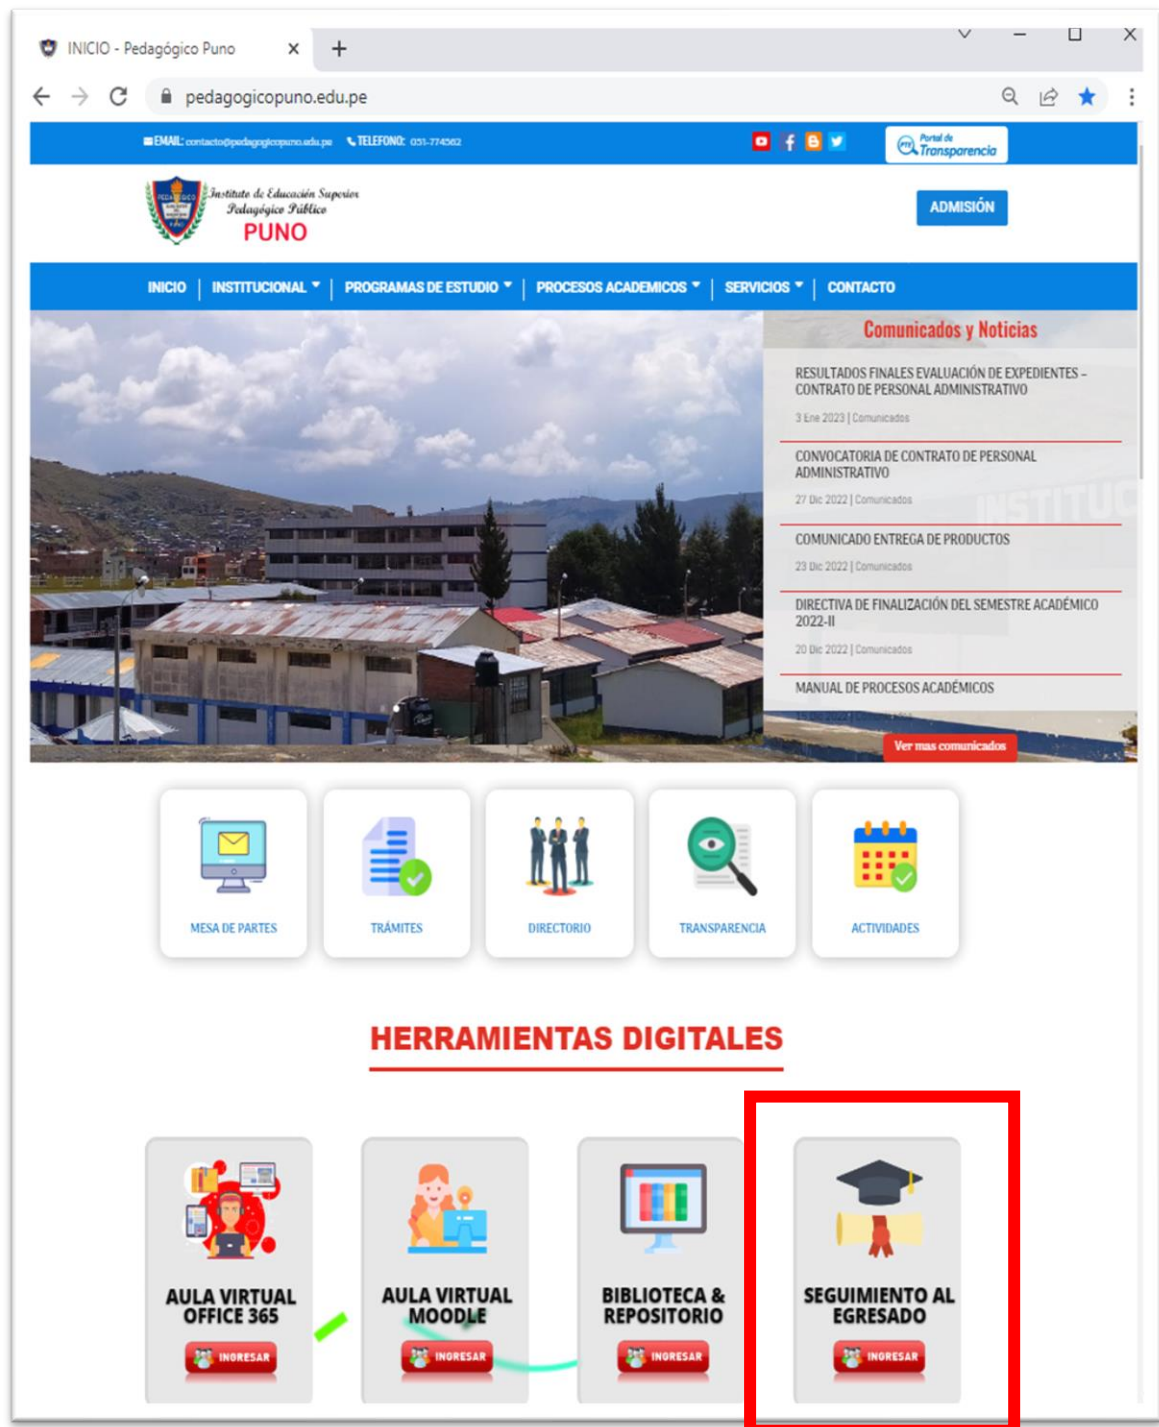 INICIO - Pedagógico Puno
pedagogicopuno.edu.pe
EMAIL: contacto@pedagogicopuno.edu.pe TELEFONO: 051-774562
Portal de
Transparencia
Instituto de Educación Superior
Pedagógico Público
PUNO
ADMISIÓN
INICIO INSTITUCIONAL PROGRAMAS DE ESTUDIO PROCESOS ACADEMICOS SERVICIOS CONTACTO
Comunicados y Noticias
RESULTADOS FINALES EVALUACIÓN DE EXPEDIENTES –
CONTRATO DE PERSONAL ADMINISTRATIVO
3 Ene 2023 | Comunicados
CONVOCATORIA DE CONTRATO DE PERSONAL
ADMINISTRATIVO
27 Dic 2022 | Comunicados
COMUNICADO ENTREGA DE PRODUCTOS
23 Dic 2022 | Comunicados
DIRECTIVA DE FINALIZACIÓN DEL SEMESTRE ACADÉMICO
2022-II
20 Dic 2022 | Comunicados
MANUAL DE PROCESOS ACADÉMICOS
Ver mas comunicados
MESA DE PARTES
TRÁMITES
DIRECTORIO
TRANSPARENCIA
ACTIVIDADES
HERRAMIENTAS DIGITALES
AULA VIRTUAL
OFFICE 365
INGRESAR
AULA VIRTUAL
MOODLE
INGRESAR
BIBLIOTECA &
REPOSITORIO
INGRESAR
SEGUIMIENTO AL
EGRESADO
INGRESAR